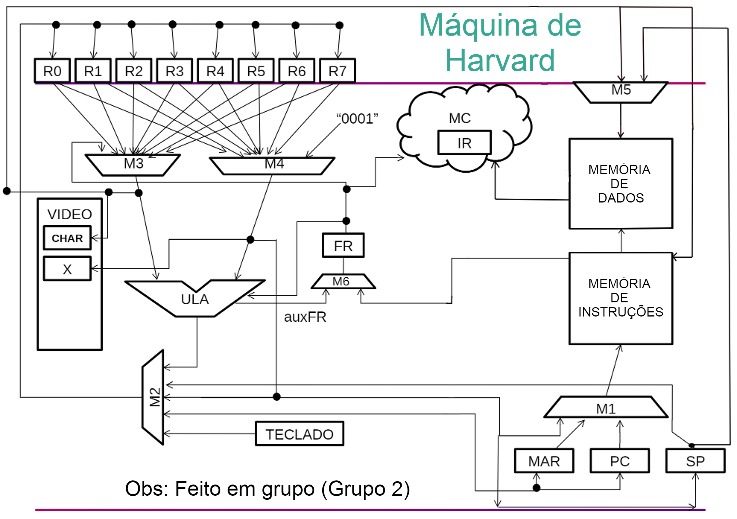 Máquina de
Harvard
R0 R1 R2 R3 R4 R5 R6 R7
M5
"0001"
MC
IR
M3
M4
MEMÓRIA
DE
DADOS
VIDEO
CHAR
X
FR
M6
ULA
auxFR
MEMÓRIA
DE
INSTRUÇÕES
M2
M1
TECLADO
MAR
PC
SP
Obs: Feito em grupo (Grupo 2)